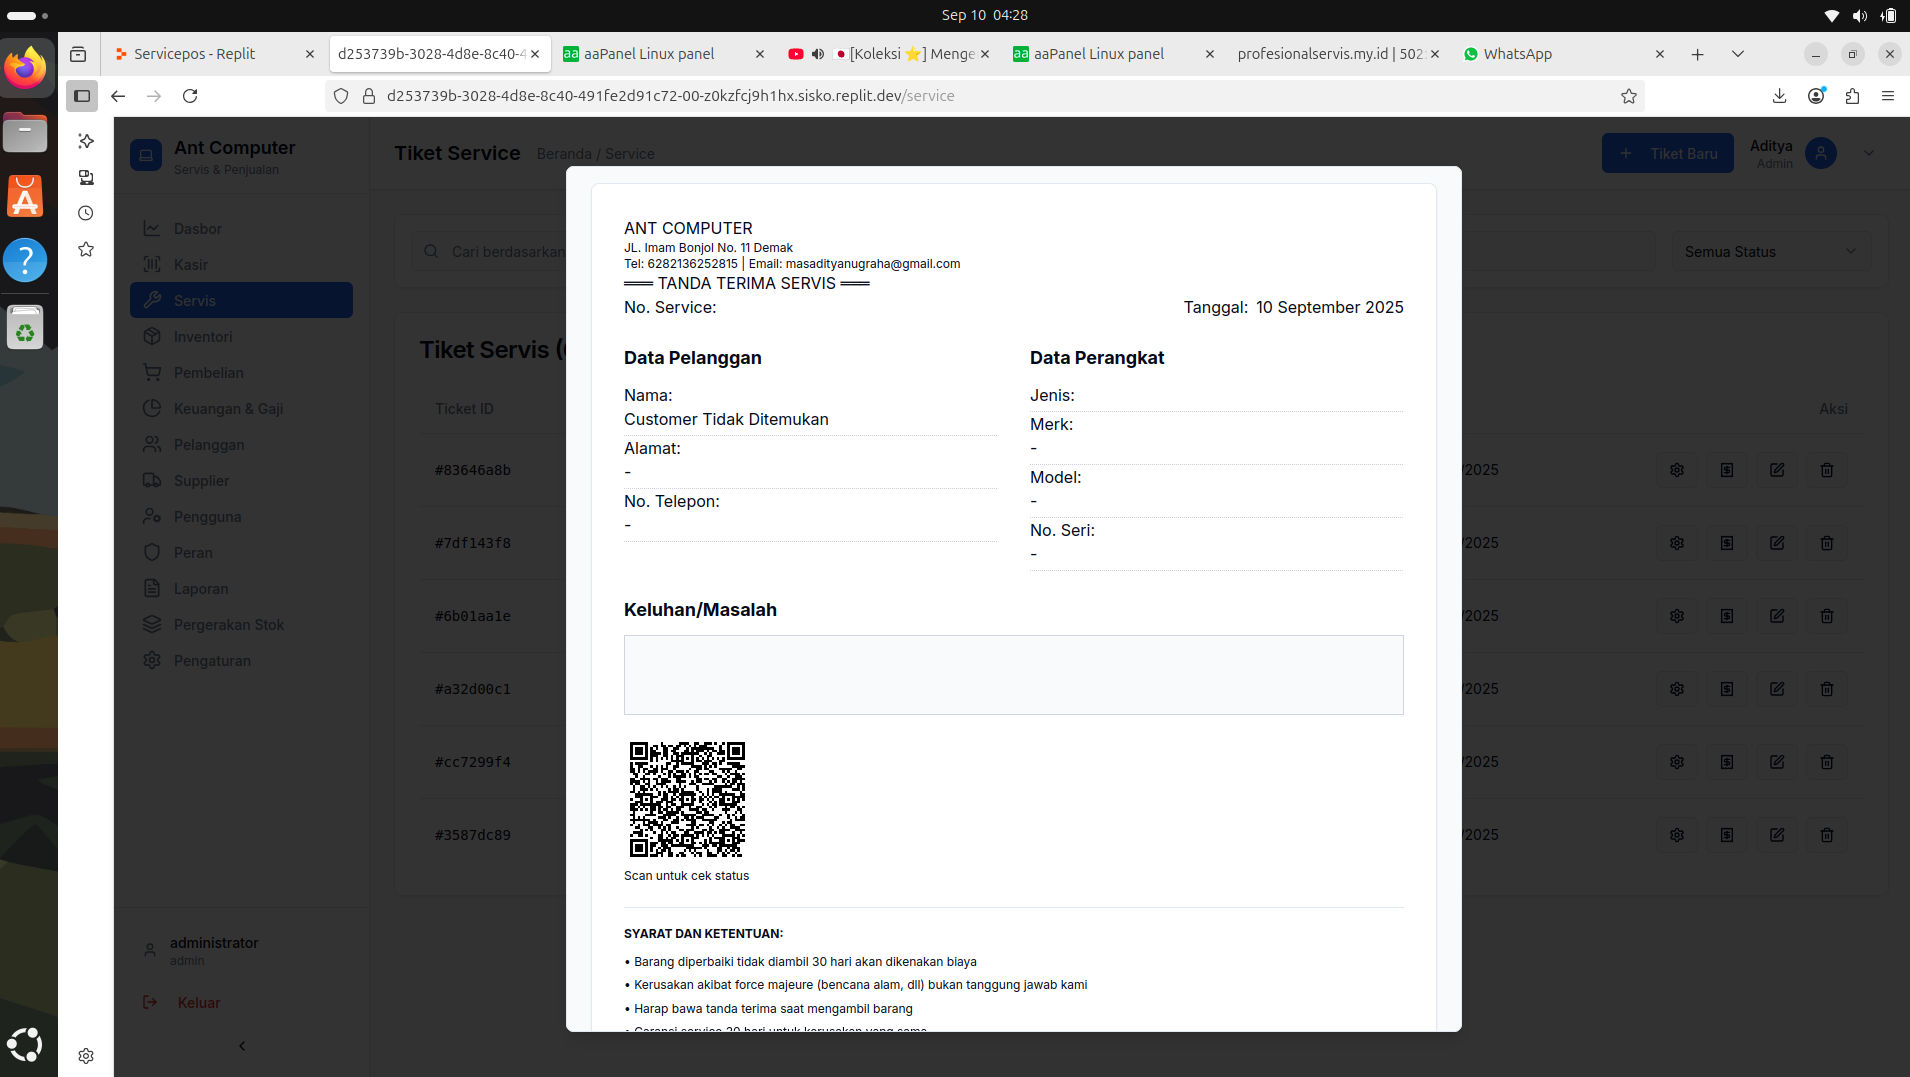 Sep 10 04:28
Servicepos - Replit
d253739b-3028-4d8e-8c40-4
aaPanel Linux panel
[Koleksi ⭐] Menge
aaPanel Linux panel
profesionalservis.my.id | 502
WhatsApp
d253739b-3028-4d8e-8c40-491fe2d91c72-00-z0kzfcj9h1hx.sisko.replit.dev/service
Ant Computer
Servis & Penjualan
Tiket Service
Beranda / Service
+ Tiket Baru
Aditya
Admin
Dasbor
Kasir
Servis
Inventori
Pembelian
Keuangan & Gaji
Pelanggan
Supplier
Pengguna
Peran
Laporan
Pergerakan Stok
Pengaturan
administrator
admin
Keluar
Cari berdasarkan
Semua Status
Tiket Servis (
Ticket ID
Aksi
#83646a8b
/2025
#7df143f8
/2025
#6b01aa1e
/2025
#a32d00c1
/2025
#cc7299f4
/2025
#3587dc89
/2025
ANT COMPUTER
JL. Imam Bonjol No. 11 Demak
Tel: 6282136252815 | Email: masadityanugraha@gmail.com
═══ TANDA TERIMA SERVIS ═══
No. Service:
Tanggal: 10 September 2025
Data Pelanggan
Nama:
Customer Tidak Ditemukan
Alamat:
-
No. Telepon:
-
Data Perangkat
Jenis:
Merk:
-
Model:
-
No. Seri:
-
Keluhan/Masalah
Scan untuk cek status
SYARAT DAN KETENTUAN:
• Barang diperbaiki tidak diambil 30 hari akan dikenakan biaya
• Kerusakan akibat force majeure (bencana alam, dll) bukan tanggung jawab kami
• Harap bawa tanda terima saat mengambil barang
• Garansi service 30 hari untuk kerusakan yang sama